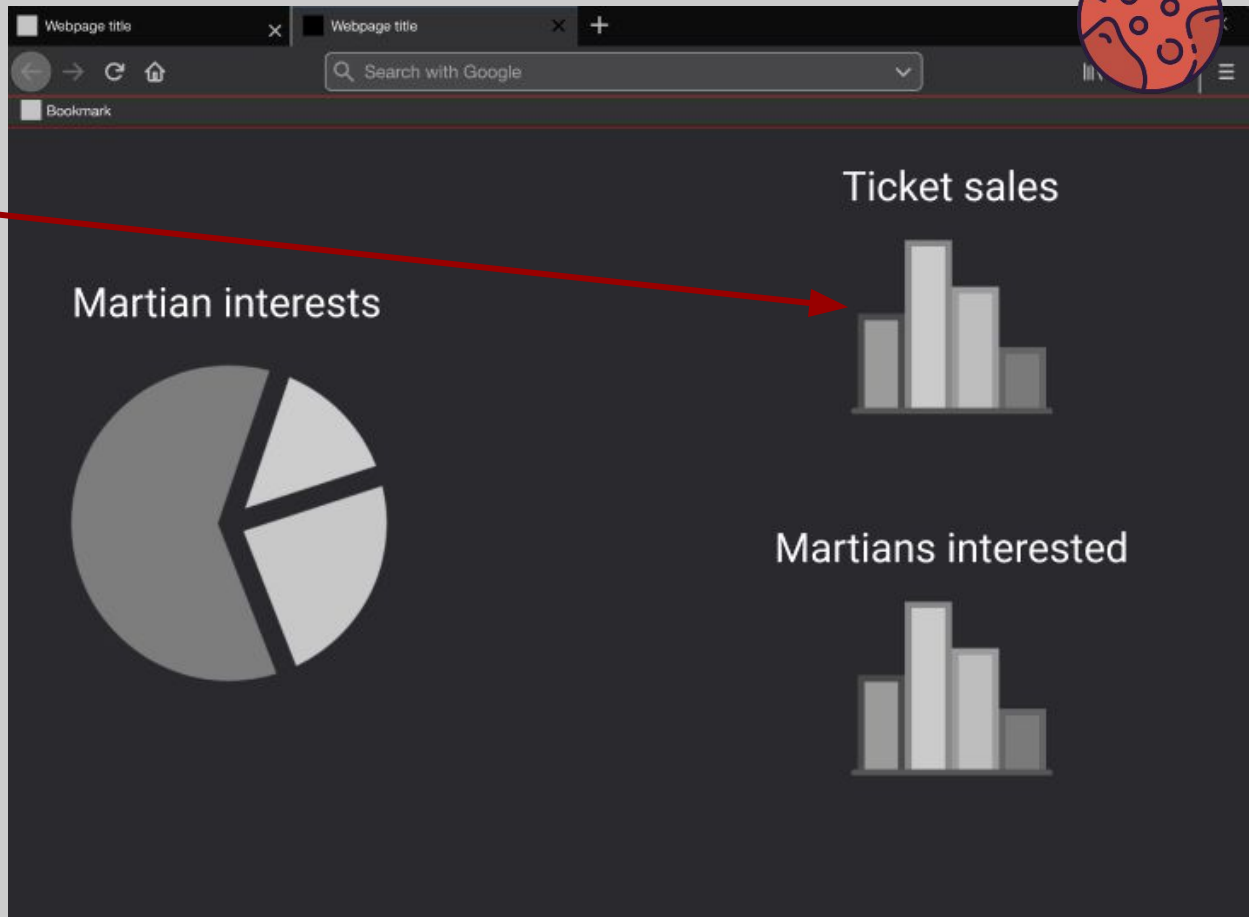 Webpage title
Webpage title
Search with Google
Bookmark
Ticket sales
Martian interests
Martians interested